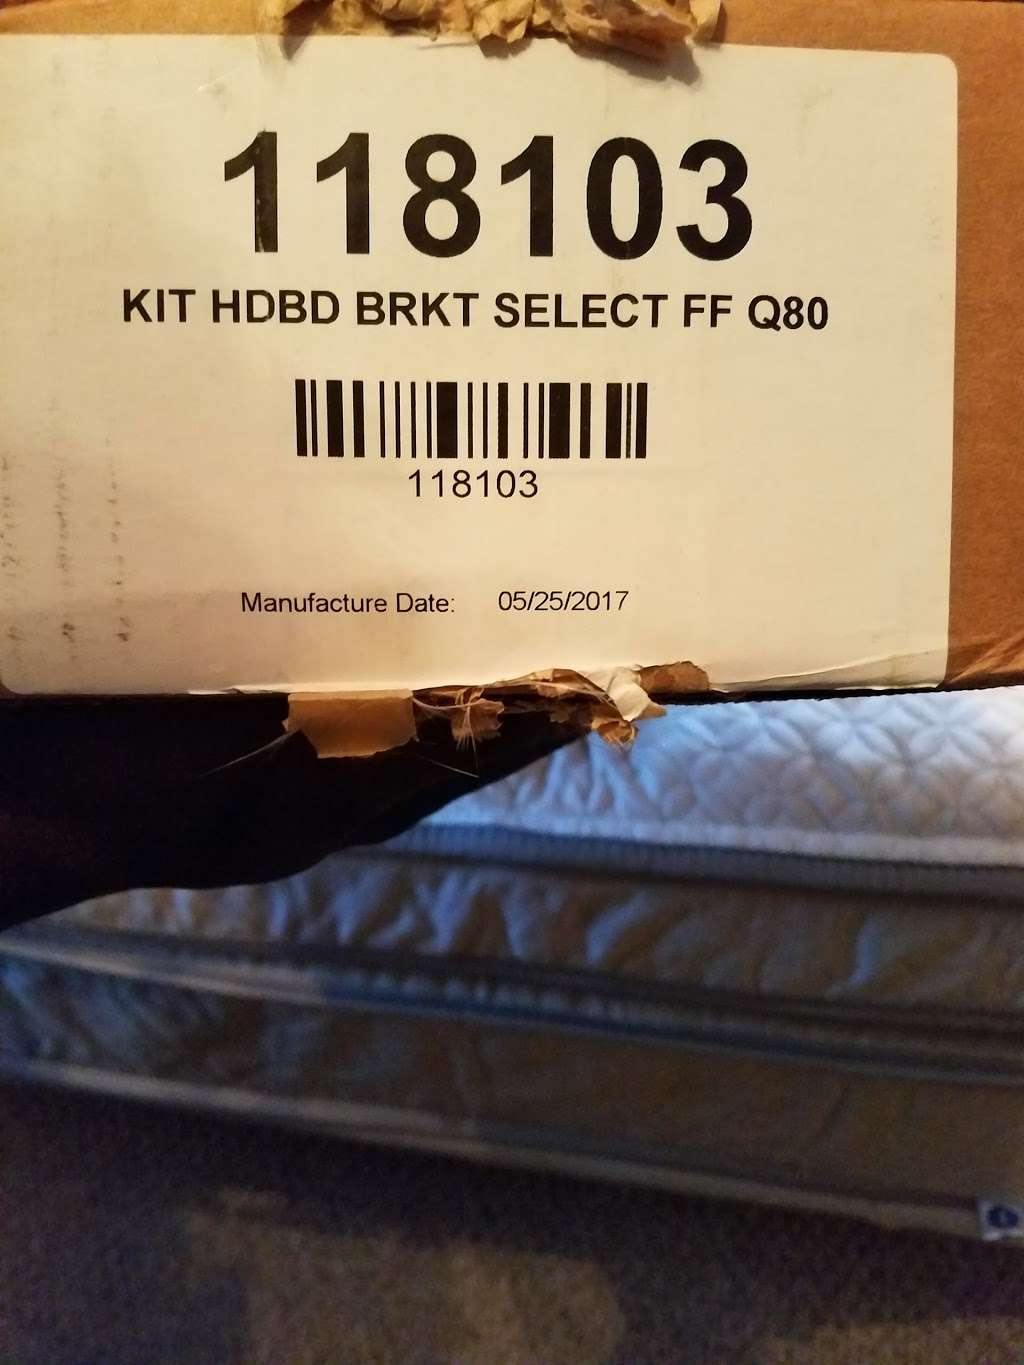 118103
KIT HDBD BRKT SELECT FF Q80
118103
Manufacture Date: 05/25/2017